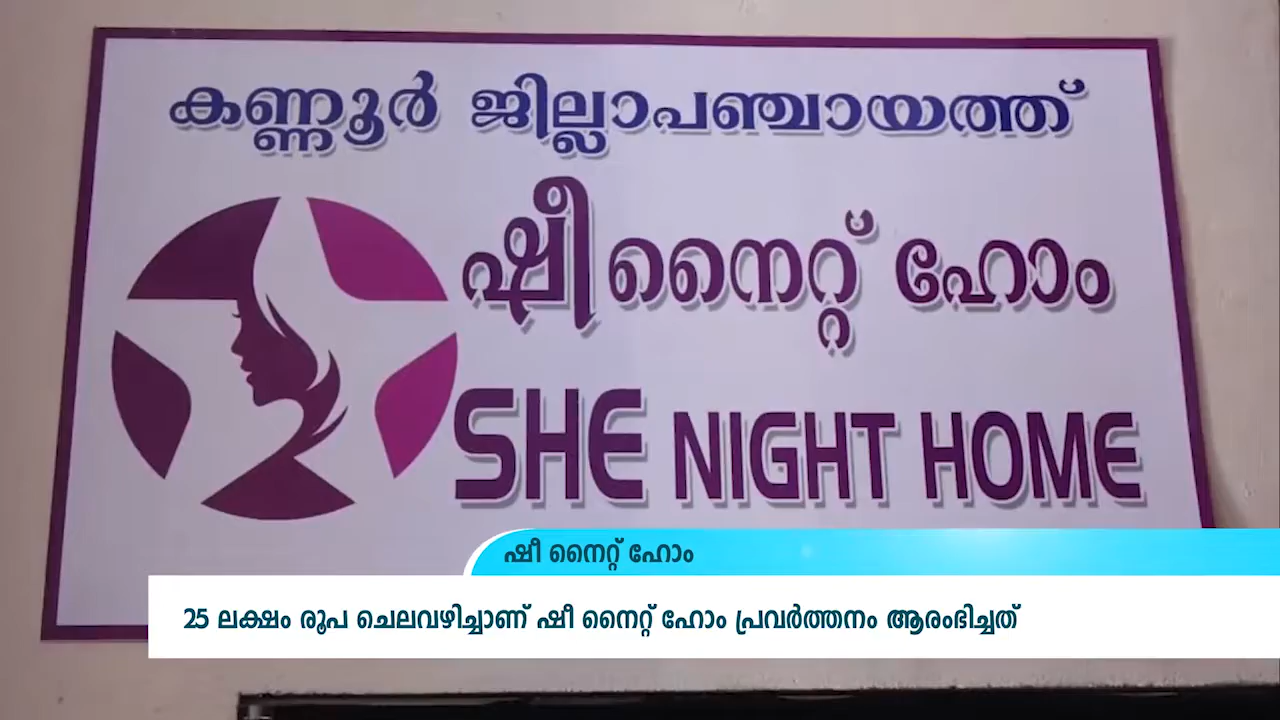 കണ്ണൂർ ജില്ലാപഞ്ചായത്ത്
ഷീ നൈറ്റ് ഹോം
SHE NIGHT HOME
ഷീ നൈറ്റ് ഹോം
25 ലക്ഷം രൂപ ചെലവഴിച്ചാണ് ഷീ നൈറ്റ് ഹോം പ്രവർത്തനം ആരംഭിച്ചത്